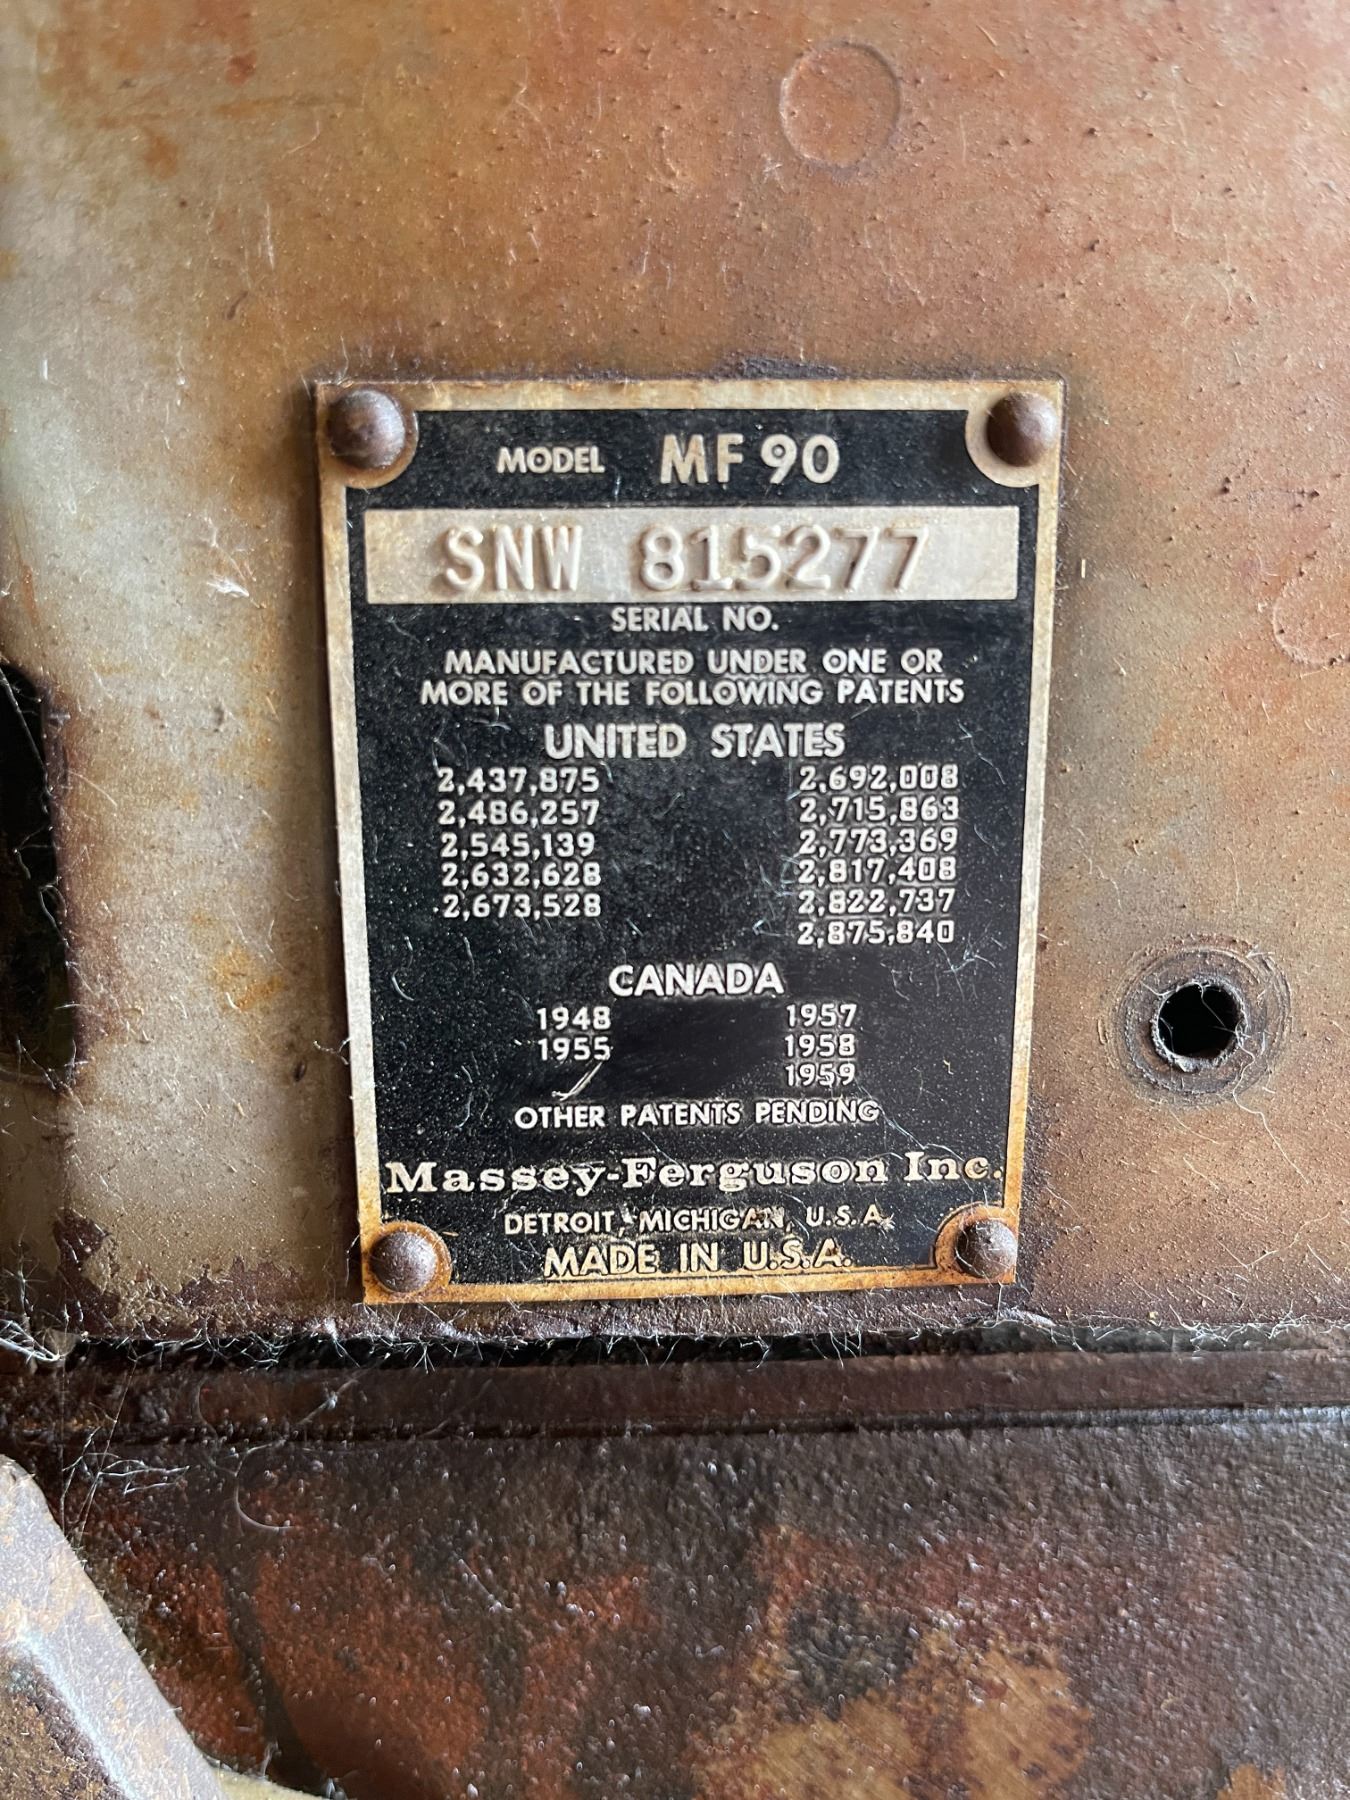 MODEL MF 90
SNW 815277
SERIAL NO.
MANUFACTURED UNDER ONE OR
MORE OF THE FOLLOWING PATENTS
UNITED STATES
2,437,875 2,692,008
2,486,257 2,715,863
2,545,139 2,773,369
2,632,628 2,817,408
2,673,528 2,822,737
2,875,840
CANADA
1948 1957
1955 1958
1959
OTHER PATENTS PENDING
Massey-Ferguson Inc.
DETROIT, MICHIGAN, U.S.A.
MADE IN U.S.A.